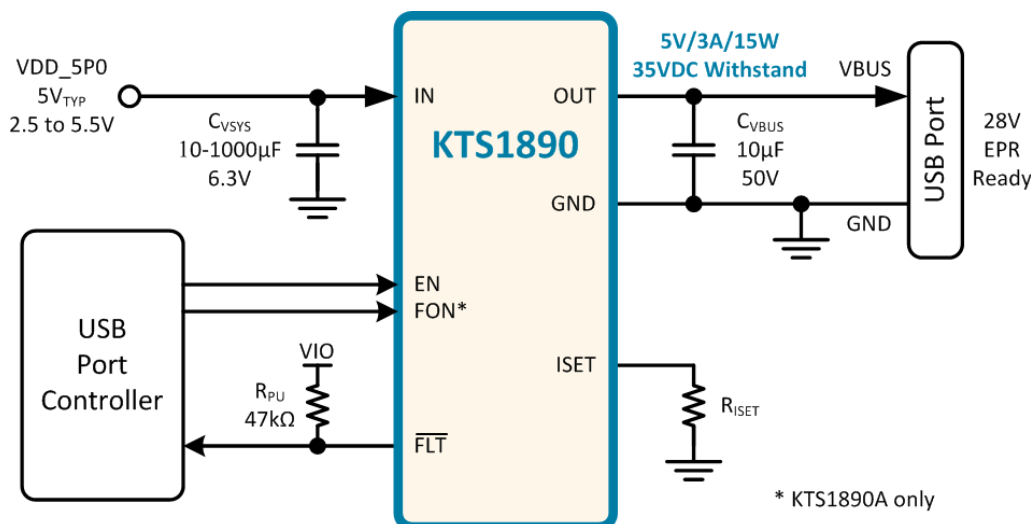 VDD_5P0
5VTYP
2.5 to 5.5V
CVSYS
10-1000µF
6.3V
IN
OUT
KTS1890
GND
EN
FON*
ISET
FLT
5V/3A/15W
35VDC Withstand
VBUS
CVBUS
10µF
50V
GND
USB Port
28V
EPR
Ready
USB
Port
Controller
VIO
RPU
47kΩ
RISET
* KTS1890A only